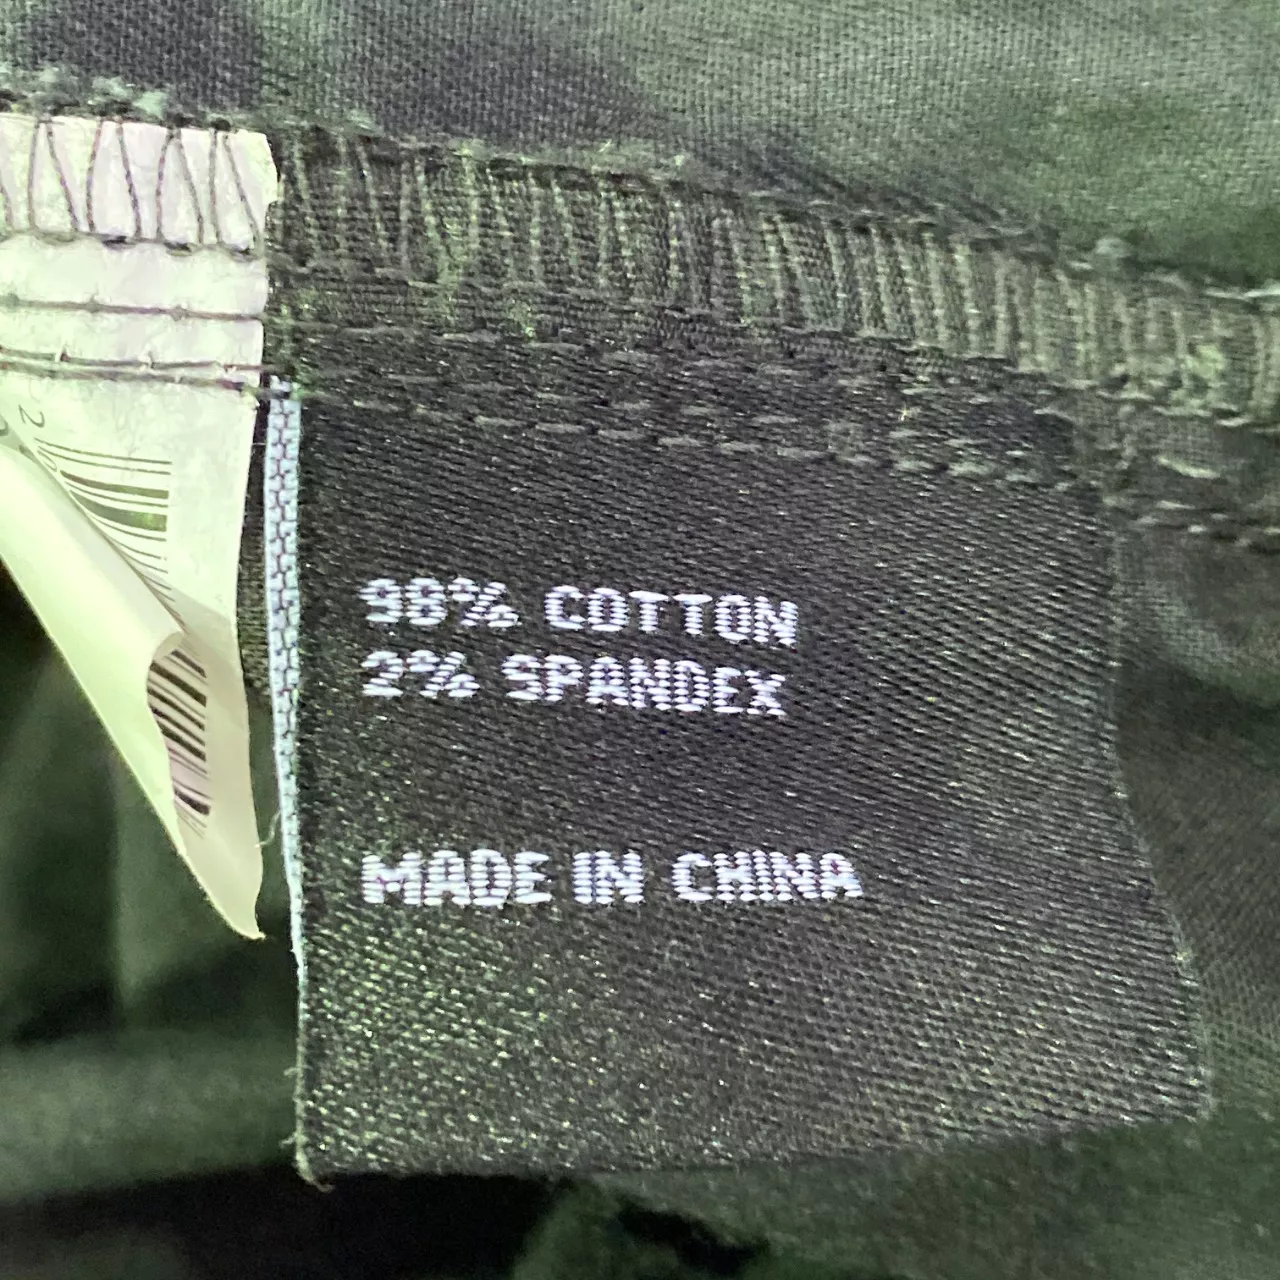 98% COTTON
2% SPANDEX
MADE IN CHINA